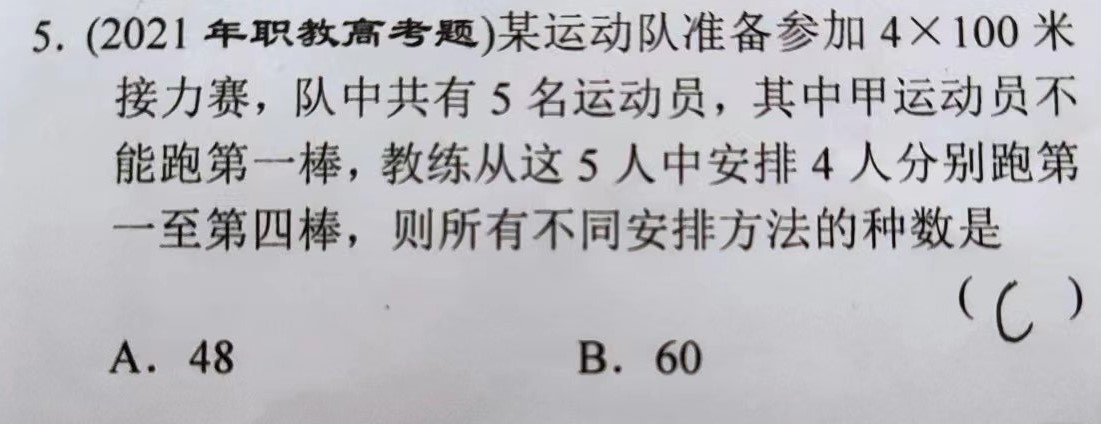 5. (2021 年职教高考题)某运动队准备参加 4×100 米
接力赛，队中共有 5 名运动员，其中甲运动员不
能跑第一棒，教练从这 5 人中安排 4 人分别跑第
一至第四棒，则所有不同安排方法的种数是
( C )
A. 48 B. 60